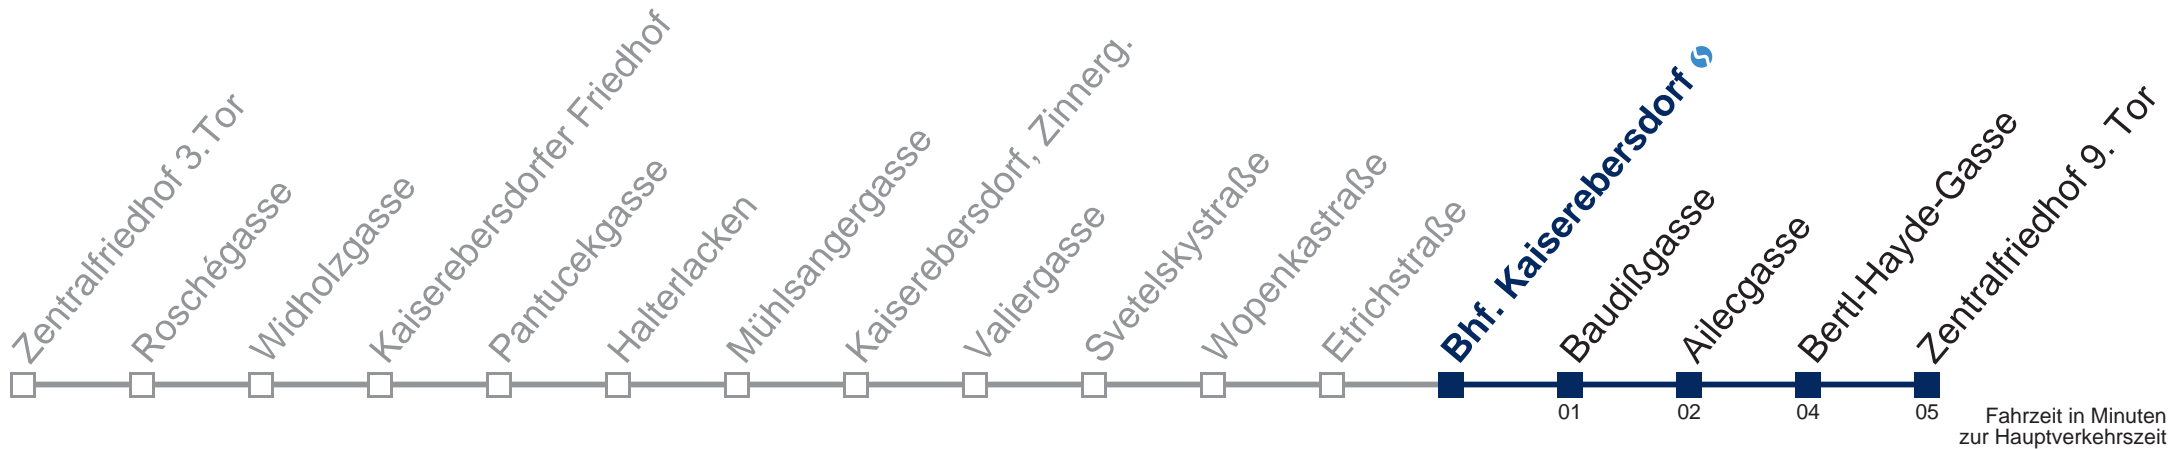 Zentralfriedhof 3.Tor
Roschégasse
Widholzgasse
Kaiserebersdorfer Friedhof
Pantucekgasse
Halterlacken
Mühlsangergasse
Kaiserebersdorf, Zinnerg.
Valiergasse
Svetelskystraße
Wopenkastraße
Etrichstraße
Bhf. Kaiserebersdorf
Baudißgasse
Ailecgasse
Bertl-Hayde-Gasse
Zentralfriedhof 9. Tor
01
02
04
05
Fahrzeit in Minuten
zur Hauptverkehrszeit